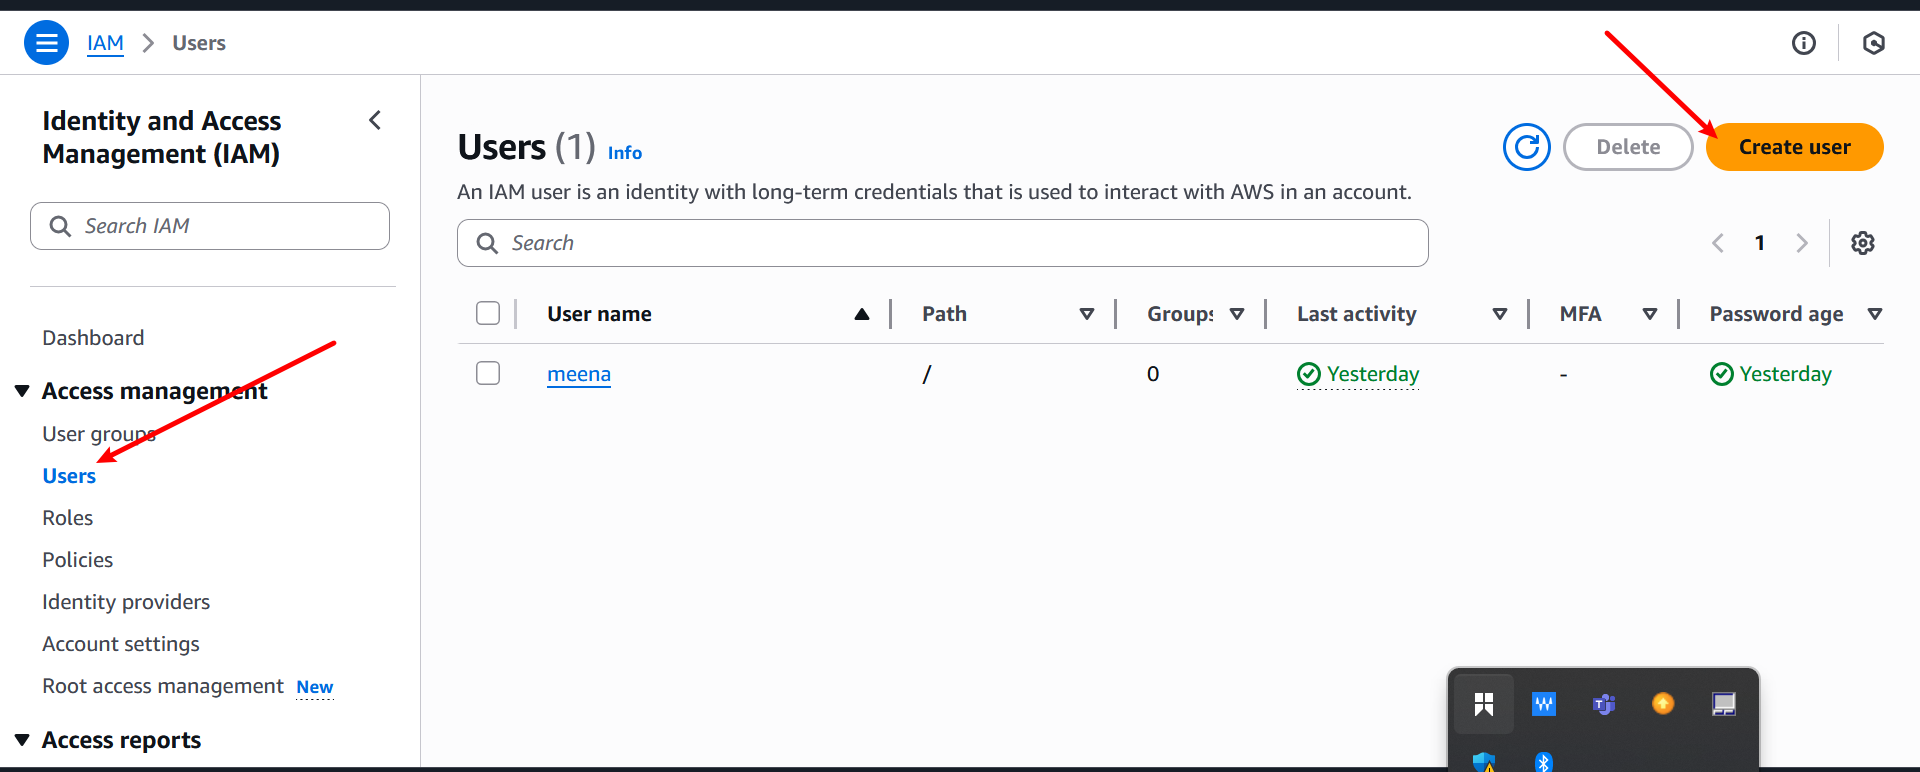 IAM > Users
Identity and Access
Management (IAM)
Search IAM
Dashboard
Access management
User groups
Users
Roles
Policies
Identity providers
Account settings
Root access management New
Access reports
Users (1) Info
Delete
Create user
An IAM user is an identity with long-term credentials that is used to interact with AWS in an account.
Search
1
User name Path Groups Last activity MFA Password age
meena / 0 Yesterday - Yesterday